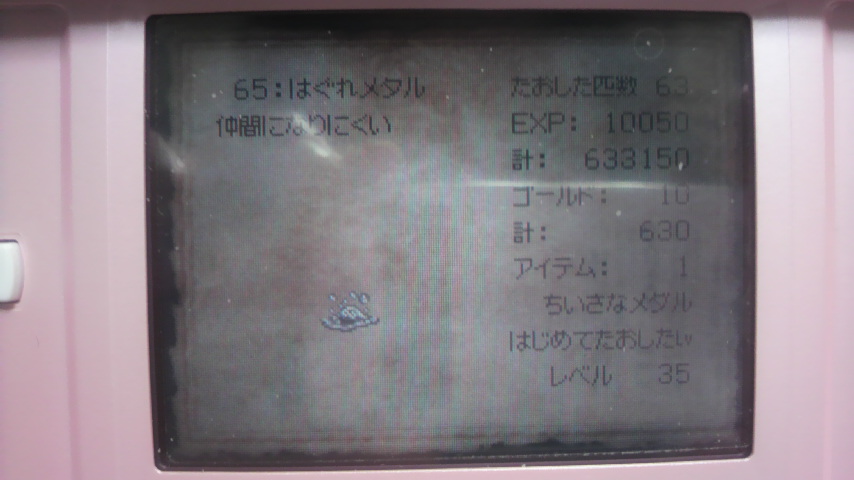 65:はぐれメタル
仲間になりにくい
たおした匹数 63
EXP: 10050
計: 633150
ゴールド: 10
計: 630
アイテム: 1
ちいさなメダル
はじめてたおしたLv
レベル 35